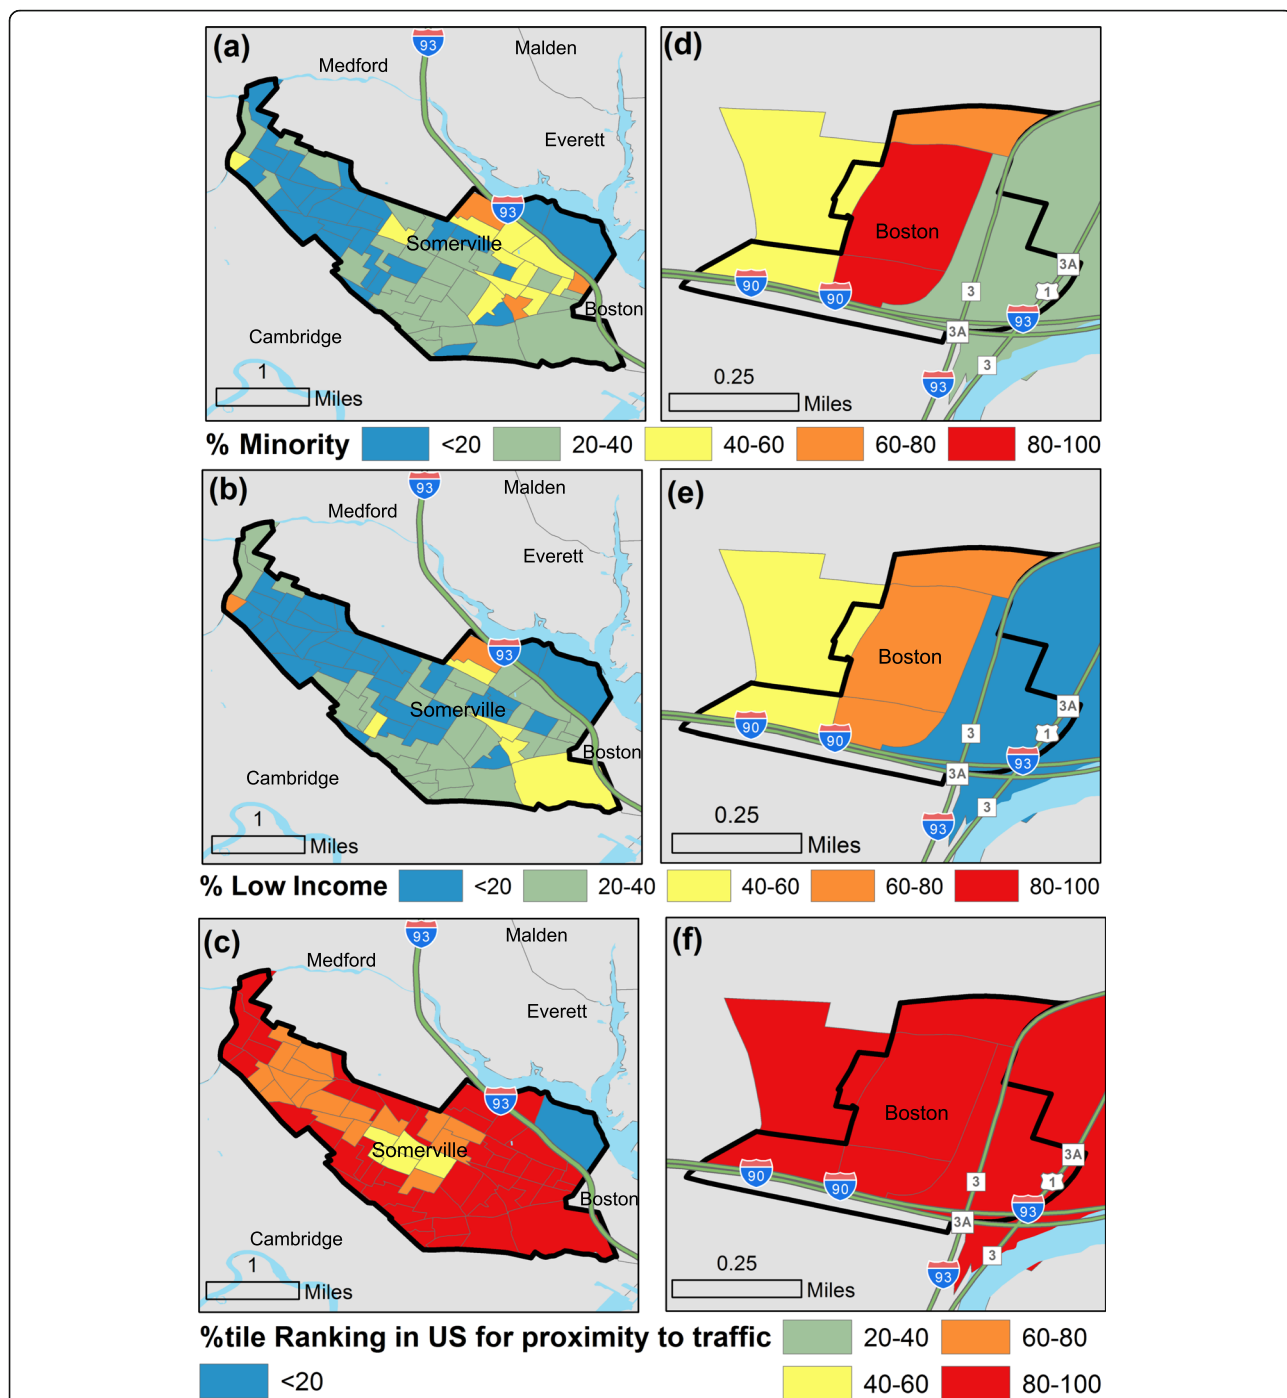 (a)
93
Malden
Medford
Everett
93
Somerville
Boston
Cambridge
1
Miles
(d)
Boston
3A
90
90
3
1
93
3A
3
93
0.25
Miles
% Minority <20 20-40 40-60 60-80 80-100
(b)
93
Malden
Medford
Everett
93
Somerville
Boston
Cambridge
1
Miles
(e)
Boston
3A
90
90
3
1
93
3A
3
93
0.25
Miles
% Low Income <20 20-40 40-60 60-80 80-100
(c)
93
Malden
Medford
Everett
93
Somerville
Boston
Cambridge
1
Miles
(f)
Boston
3A
90
90
3
1
93
3A
3
93
0.25
Miles
%tile Ranking in US for proximity to traffic 20-40 60-80
<20 40-60 80-100